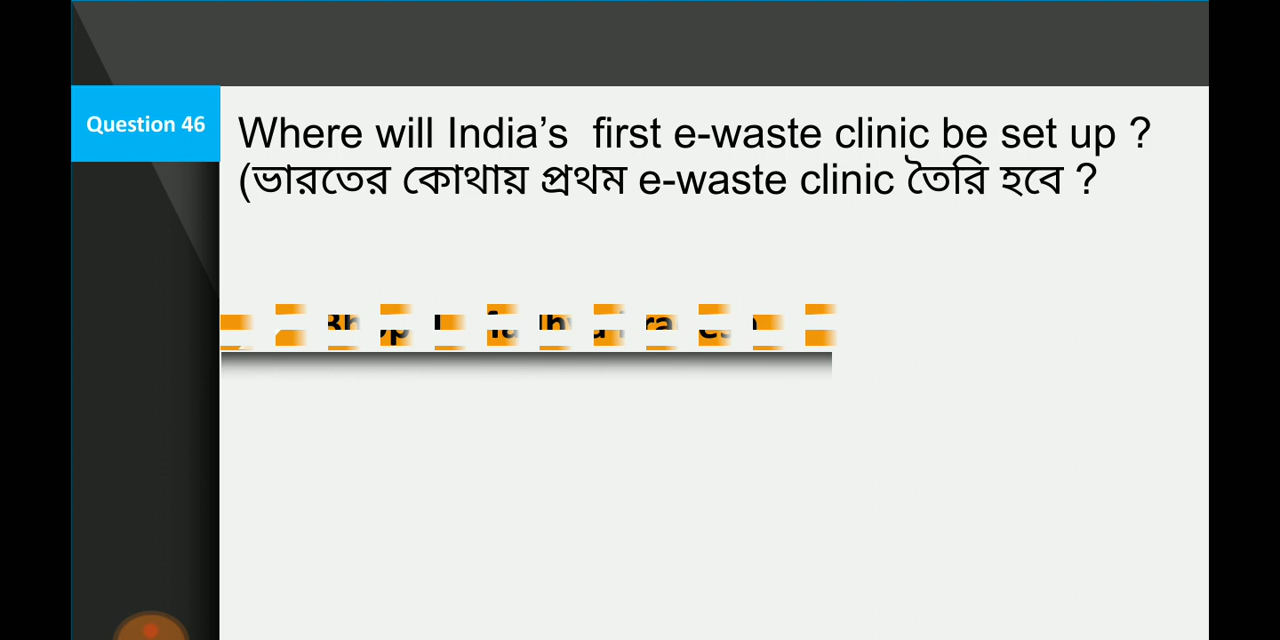 Question 46
Where will India's first e-waste clinic be set up ?
(ভারতের কোথায় প্রথম e-waste clinic তৈরি হবে ?